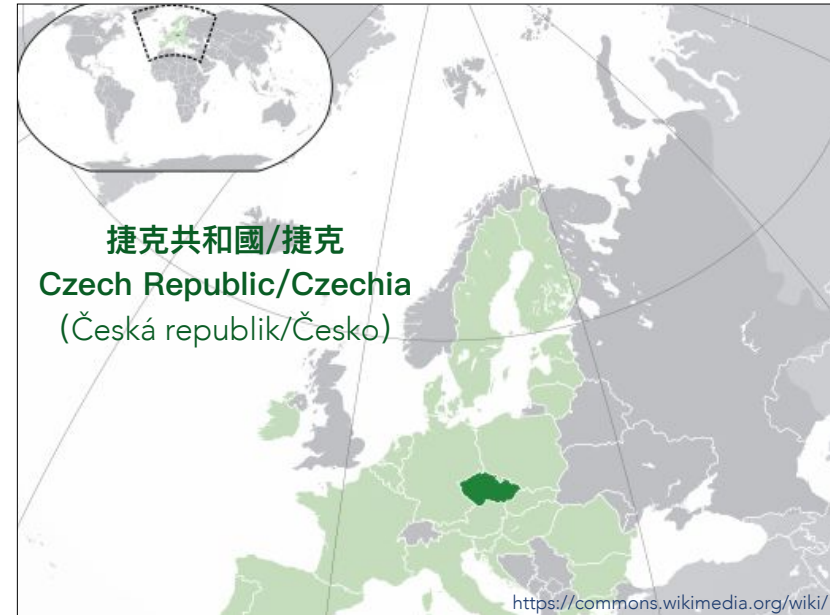 捷克共和國/捷克
Czech Republic/Czechia
(Česká republik/Česko)
https://commons.wikimedia.org/wiki/